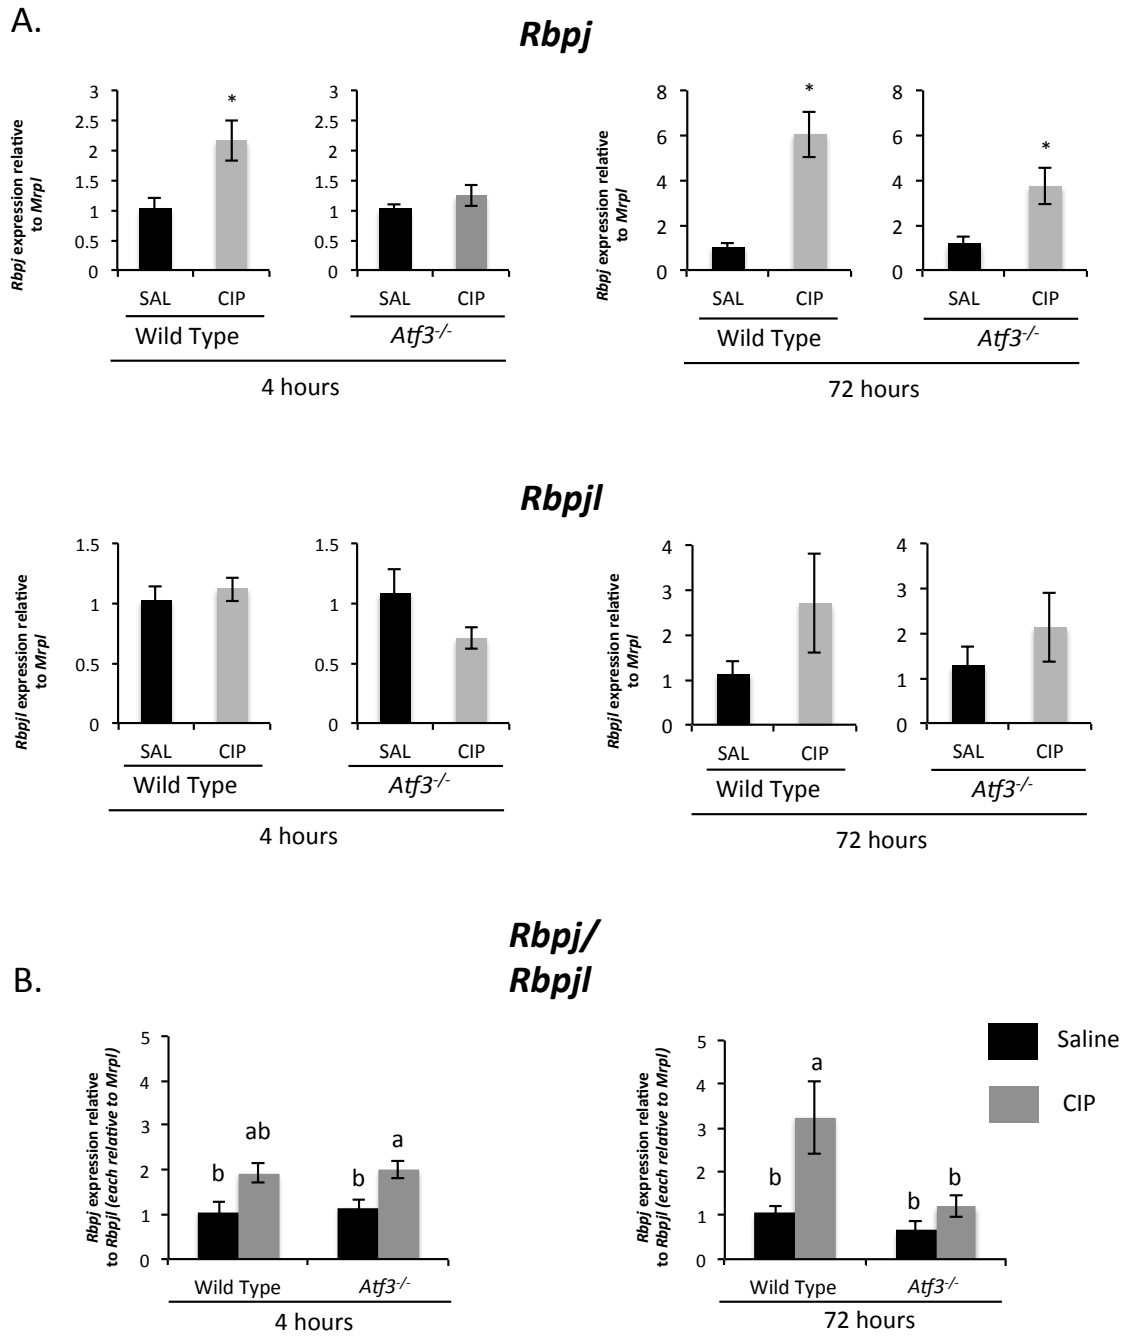 A.
Rbpj
Rbpj expression relative
to Mrpl
3
2.5
2
1.5
1
0.5
0
*
SAL CIP
Wild Type
3
2.5
2
1.5
1
0.5
0
SAL CIP
Atf3-/-
4 hours
Rbpj expression relative
to Mrpl
8
6
4
2
0
*
SAL CIP
Wild Type
8
6
4
2
0
*
SAL CIP
Atf3-/-
72 hours
Rbpjl
Rbpjl expression relative
to Mrpl
1.5
1
0.5
0
SAL CIP
Wild Type
1.5
1
0.5
0
SAL CIP
Atf3-/-
4 hours
Rbpjl expression relative
to Mrpl
4
3
2
1
0
SAL CIP
Wild Type
4
3
2
1
0
SAL CIP
Atf3-/-
72 hours
B.
Rbpj/
Rbpjl
Rbpj expression relative
to Rbpjl (each relative to Mrpl)
5
4
3
2
1
0
b ab b a
Wild Type Atf3-/-
4 hours
Rbpj expression relative
to Rbpjl (each relative to Mrpl)
5
4
3
2
1
0
b a b b
Wild Type Atf3-/-
72 hours
Saline
CIP